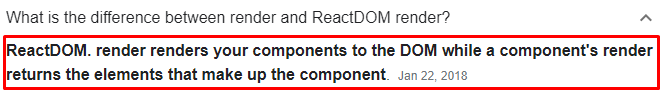 What is the difference between render and ReactDOM render?
ReactDOM. render renders your components to the DOM while a component's render
returns the elements that make up the component. Jan 22, 2018